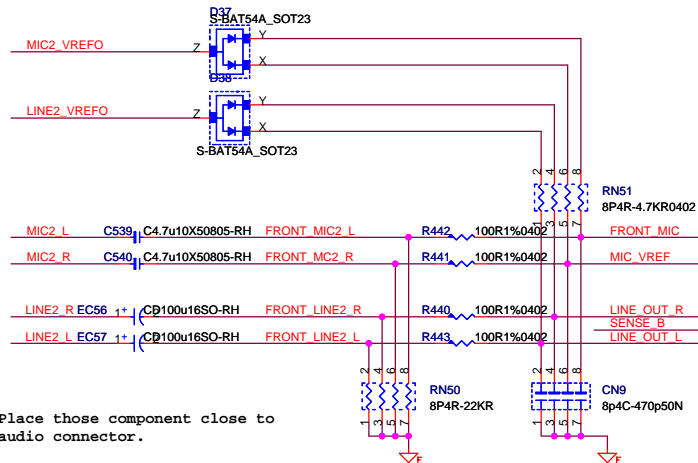 D37
S-BAT54A_SOT23
MIC2_VREFO
Z
Y
X
D38
LINE2_VREFO
Z
Y
X
S-BAT54A_SOT23
2
4
6
8
RN51
8P4R-4.7KR0402
1
3
5
7
MIC2_L
C539
C4.7u10X50805-RH
FRONT_MIC2_L
R442
100R1%0402
FRONT_MIC
MIC2_R
C540
C4.7u10X50805-RH
FRONT_MC2_R
R441
100R1%0402
MIC_VREF
LINE2_R
EC56
1
+
2
CD100u16SO-RH
FRONT_LINE2_R
R440
100R1%0402
LINE_OUT_R
SENSE_B
LINE2_L
EC57
1
+
2
CD100u16SO-RH
FRONT_LINE2_L
R443
100R1%0402
LINE_OUT_L
2
4
6
8
RN50
8P4R-22KR
1
3
5
7
2
4
6
8
CN9
8p4C-470p50N
1
3
5
7
Place those component close to
audio connector.
F
F